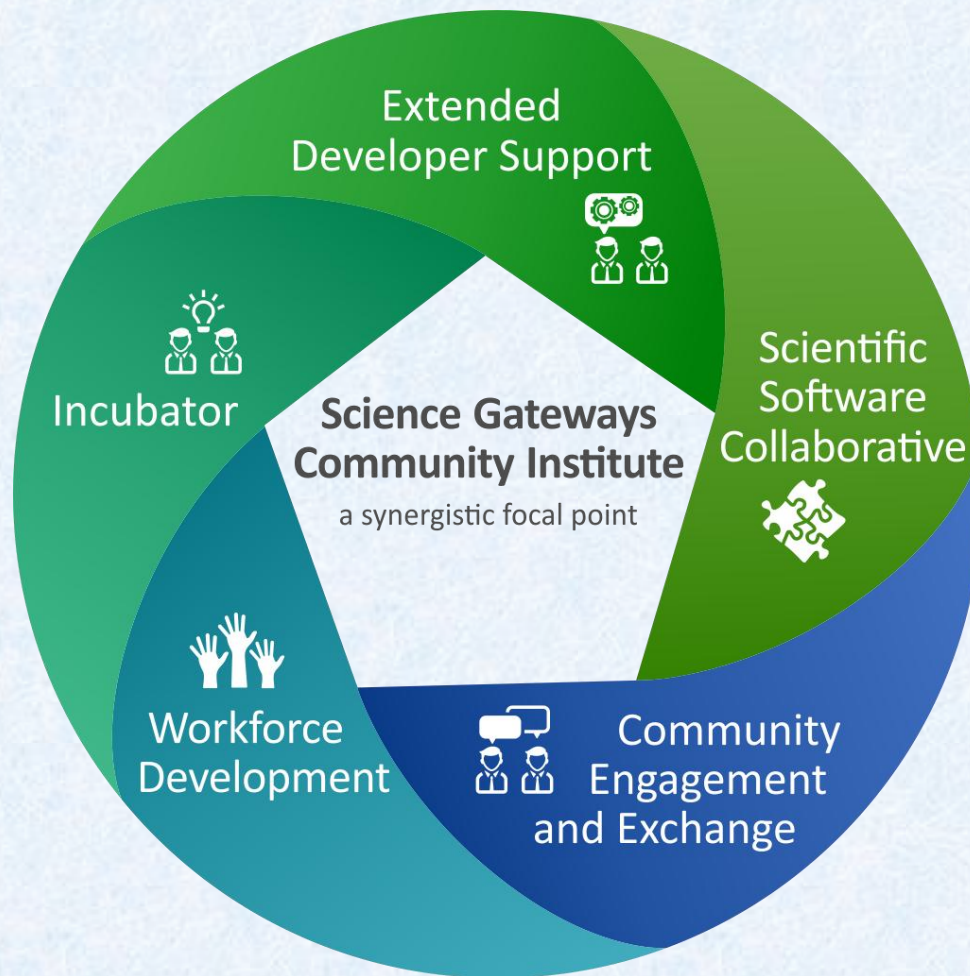 Extended
Developer Support
Scientific
Software
Collaborative
Incubator
Science Gateways
Community Institute
a synergistic focal point
Workforce
Development
Community
Engagement
and Exchange